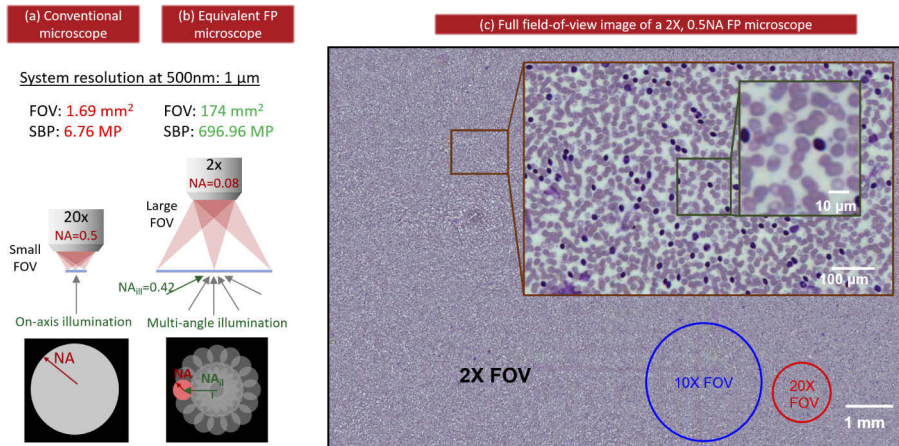 (a) Conventional
microscope
(b) Equivalent FP
microscope
(c) Full field-of-view image of a 2X, 0.5NA FP microscope
System resolution at 500nm: 1 µm
FOV: 1.69 mm²
SBP: 6.76 MP
FOV: 174 mm²
SBP: 696.96 MP
20x
NA=0.5
Small
FOV
On-axis illumination
NA
2x
NA=0.08
Large
FOV
NAill=0.42
Multi-angle illumination
NA
NAil
l
10 µm
100 µm
2X FOV
10X FOV
20X
FOV
1 mm